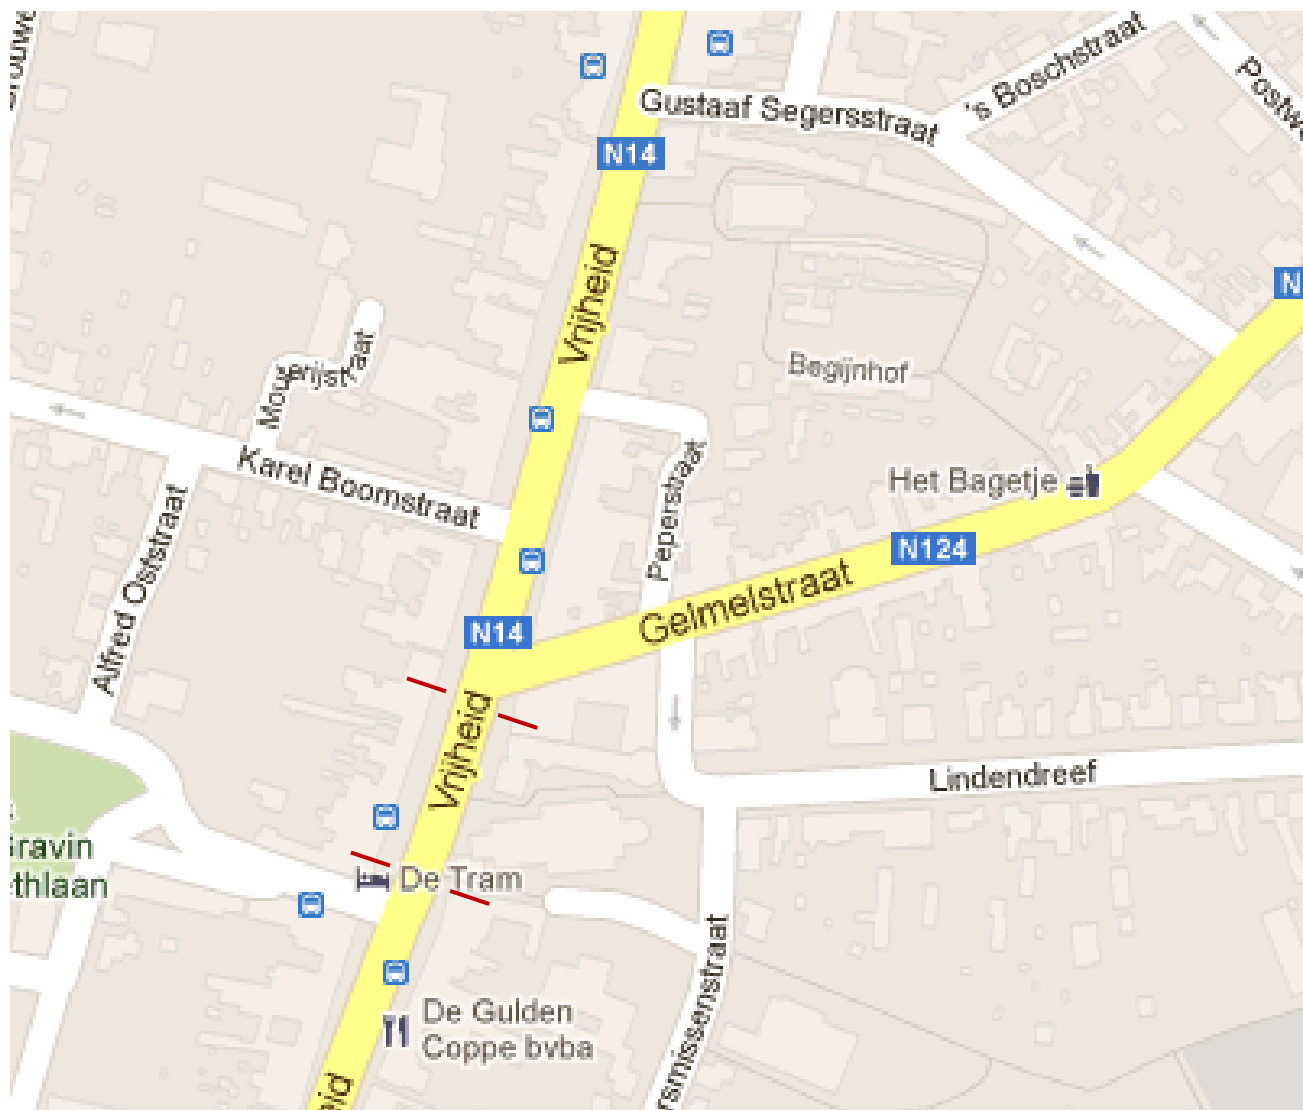 Gustaaf Segersstraat
's Boschstraat
N14
Vrijheid
Begijnhof
Karel Boomstraat
Peperstraat
Het Bagetje
N124
Gelmelstraat
Alfred Oststraat
N14
Vrijheid
Lindendreef
De Tram
De Gulden
Coppe bvba